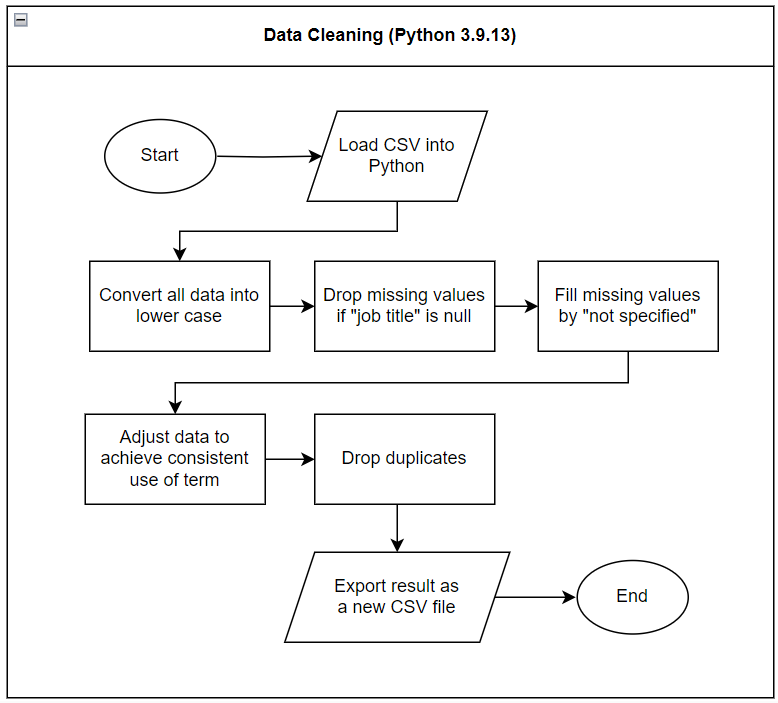 Data Cleaning (Python 3.9.13)
Start
Load CSV into
Python
Convert all data into
lower case
Drop missing values
if "job title" is null
Fill missing values
by "not specified"
Adjust data to
achieve consistent
use of term
Drop duplicates
Export result as
a new CSV file
End